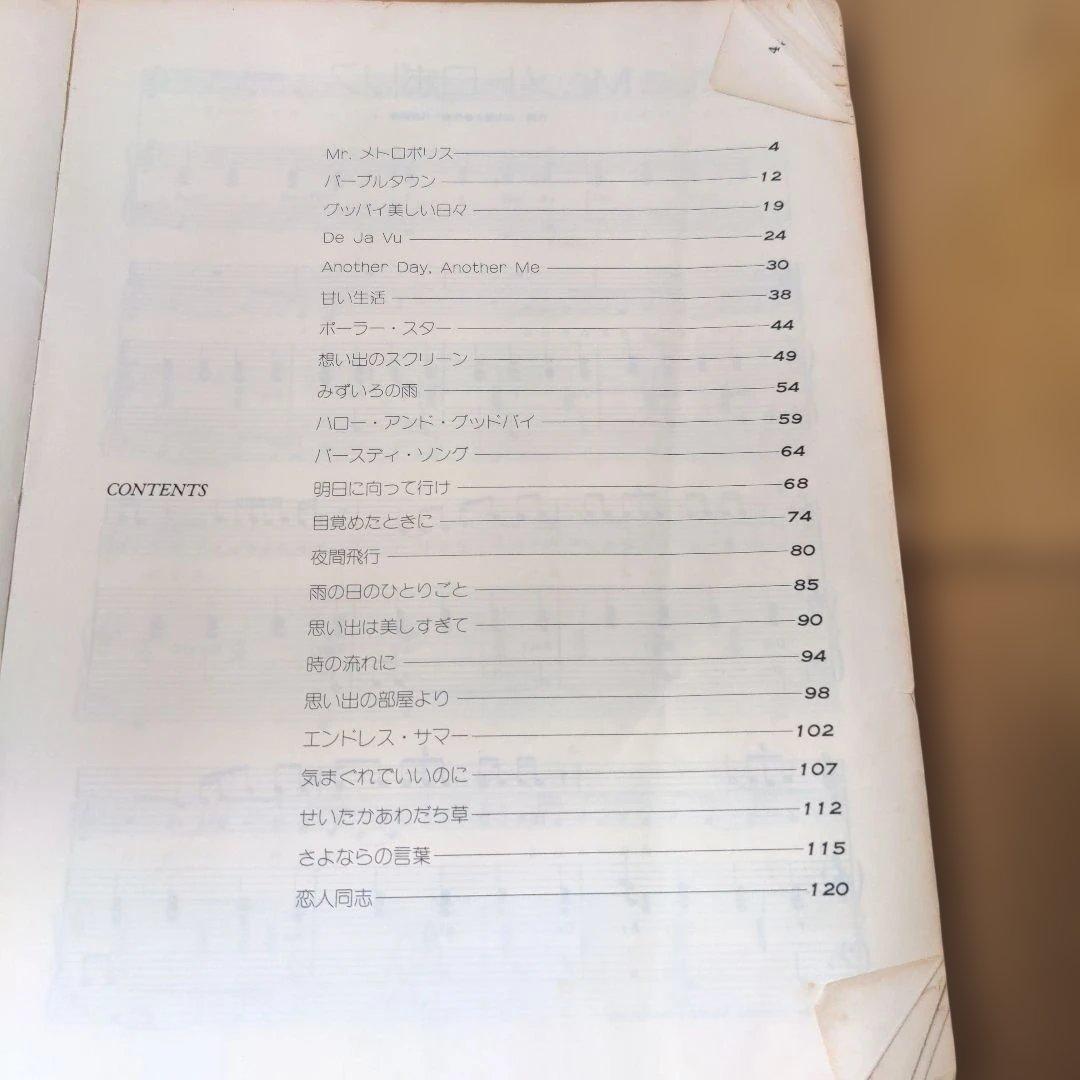 Mr. メトロポリス 4
パープルタウン 12
グッバイ美しい日々 19
De Ja Vu 24
Another Day, Another Me 30
甘い生活 38
ポーラー・スター 44
想い出のスクリーン 49
みずいろの雨 54
ハロー・アンド・グッドバイ 59
バースディ・ソング 64
CONTENTS
明日に向って行け 68
目覚めたときに 74
夜間飛行 80
雨の日のひとりごと 85
思い出は美しすぎて 90
時の流れに 94
思い出の部屋より 98
エンドレス・サマー 102
気まぐれでいいのに 107
せいたかあわだち草 112
さよならの言葉 115
恋人同志 120